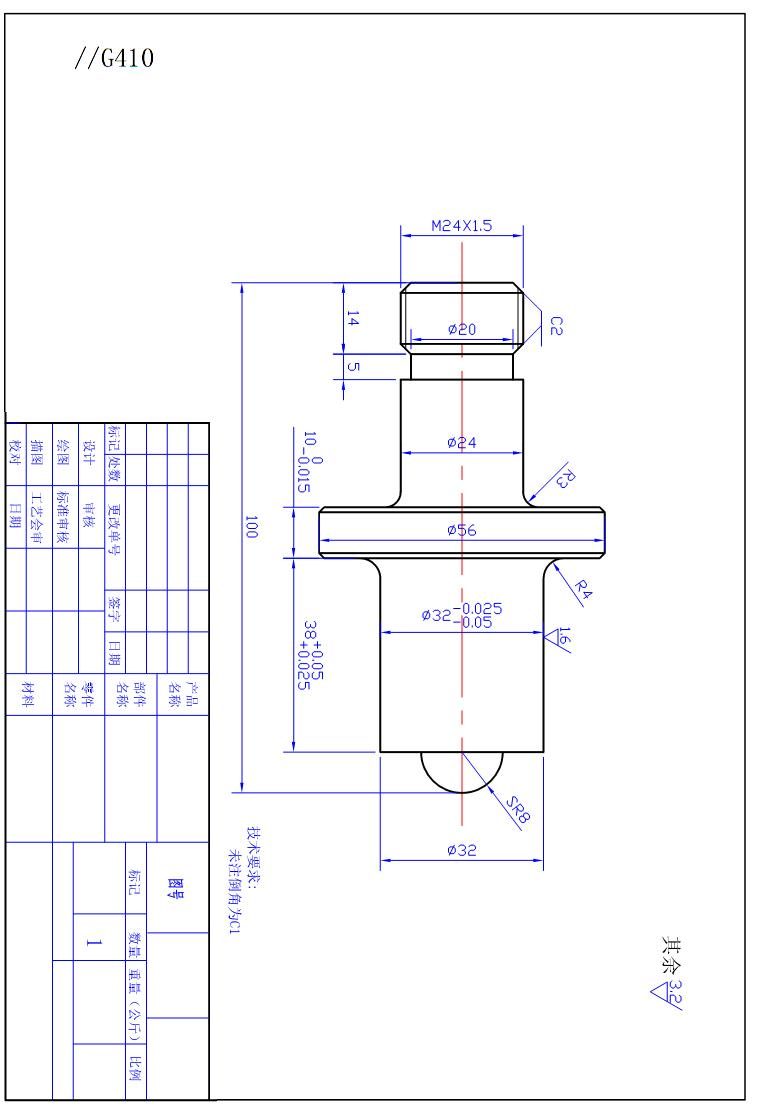 //G410
M24X1.5
C2
14
ø20
5
ø24
R3
10 0 -0.015
100
ø56
R4
ø32 -0.025 -0.05
1.6
38 +0.05 +0.025
SR8
ø32
技术要求:
未注倒角为C1
其余 3.2
标记 处数 更改单号 签字 日期
设计 审核
绘图 标准审核
描图 工艺会审
校对 日期
产品名称
部件名称
零件名称
材料
图号
标记 数量 重量(公斤) 比例
1